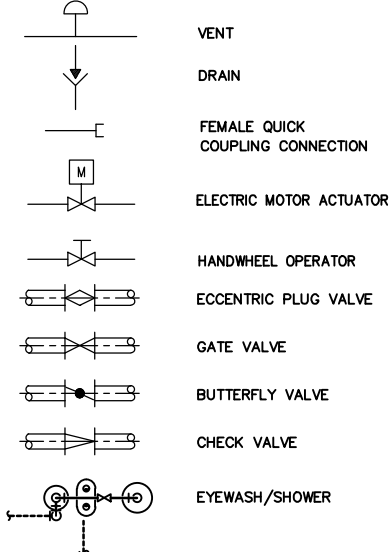 VENT
DRAIN
FEMALE QUICK
COUPLING CONNECTION
M
ELECTRIC MOTOR ACTUATOR
HANDWHEEL OPERATOR
ECCENTRIC PLUG VALVE
GATE VALVE
BUTTERFLY VALVE
CHECK VALVE
EYEWASH/SHOWER